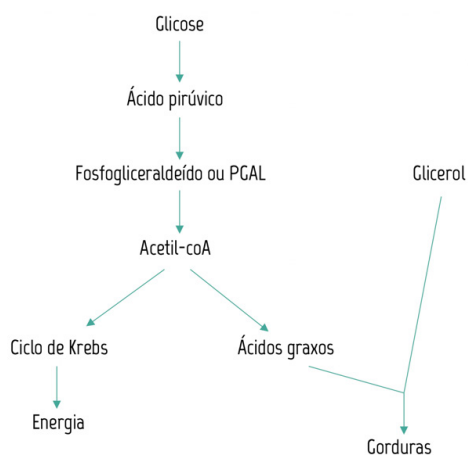 Glicose
Ácido pirúvico
Fosfogliceraldeído ou PGAL
Glicerol
Acetil-coA
Ciclo de Krebs
Ácidos graxos
Energia
Gorduras